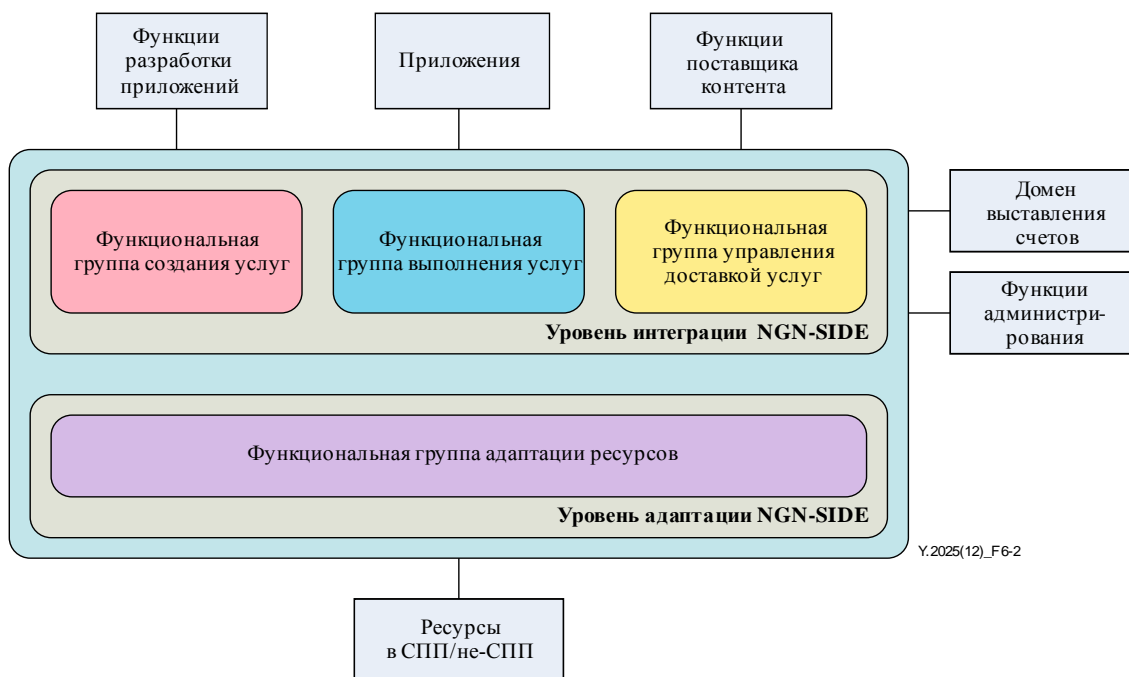 Функции
разработки
приложений
Приложения
Функции
поставщика
контента
Функциональная
группа создания услуг
Функциональная
группа выполнения услуг
Функциональная
группа управления
доставкой услуг
Уровень интеграции NGN-SIDE
Домен
выставления
счетов
Функции
администри-
рования
Функциональная группа адаптации ресурсов
Уровень адаптации NGN-SIDE
Y.2025(12)_F6-2
Ресурсы
в СПП/не-СПП